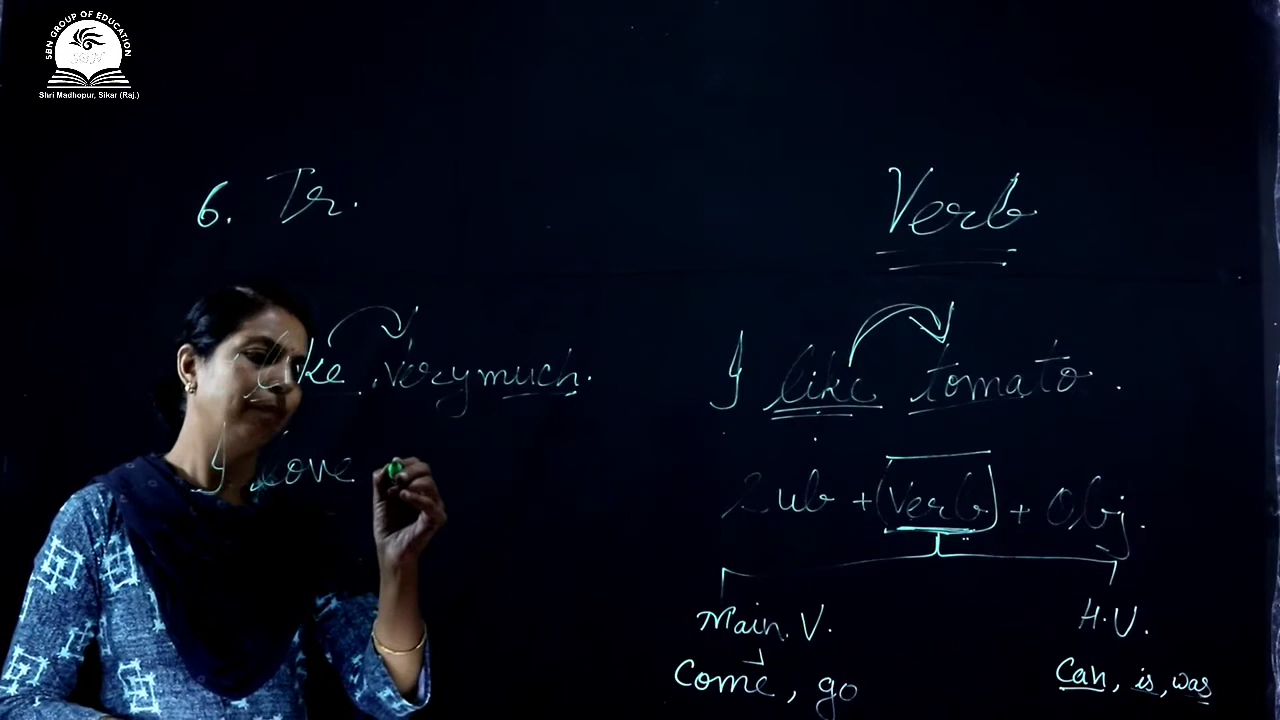 SBN GROUP OF EDUCATION
Shri Madhopur, Sikar (Raj.)
6. Tr.
like very much.
I love
Verb
I like tomato.
Sub + (Verb) + Obj.
Main. V.
H.V.
Come, go
Can, is, was